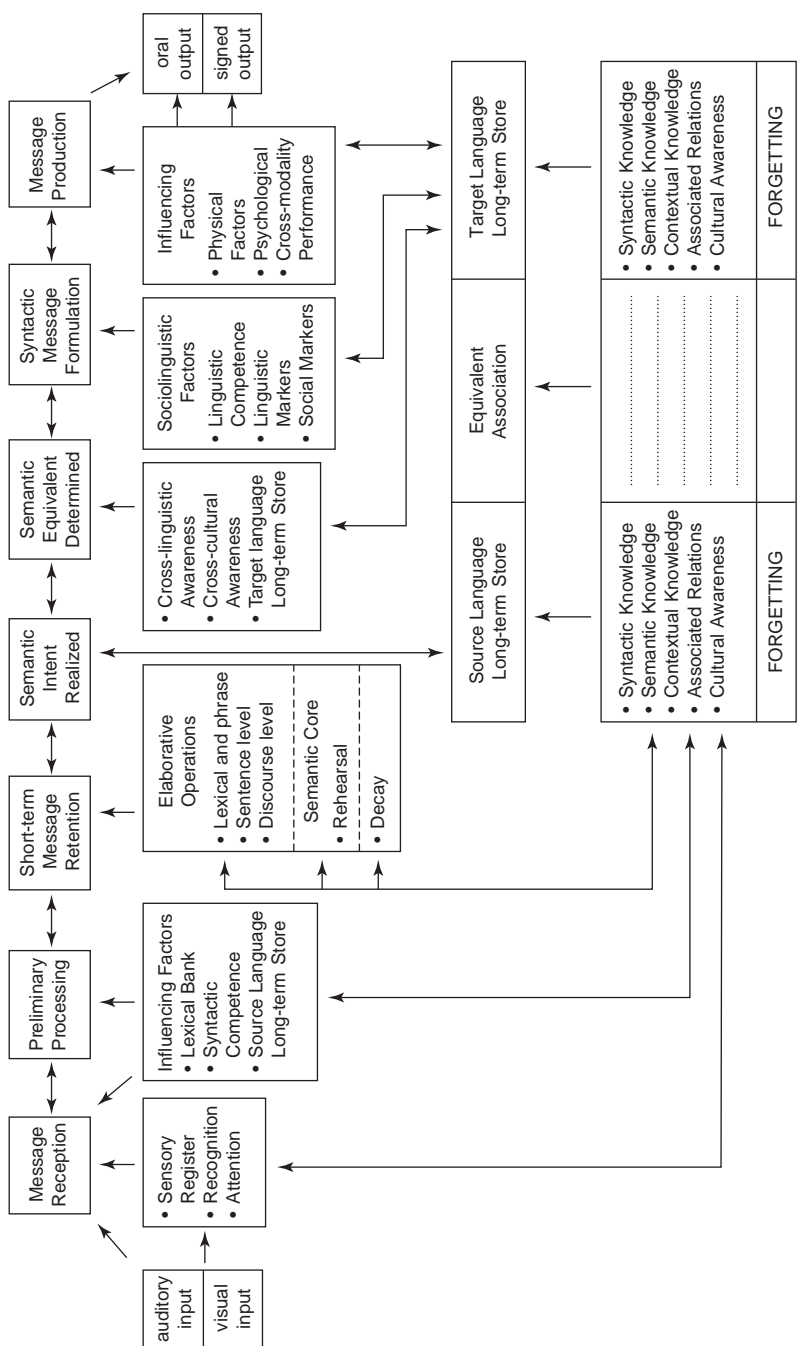 auditory
input
visual
input
Message
Reception
Preliminary
Processing
Short-term
Message
Retention
Semantic
Intent
Realized
Semantic
Equivalent
Determined
Syntactic
Message
Formulation
Message
Production
oral
output
signed
output
• Sensory
Register
• Recognition
• Attention
Influencing Factors
• Lexical Bank
• Syntactic
Competence
• Source Language
Long-term Store
Elaborative
Operations
• Lexical and phrase
• Sentence level
• Discourse level
Semantic Core
• Rehearsal
• Decay
• Cross-linguistic
Awareness
• Cross-cultural
Awareness
• Target language
Long-term Store
Sociolinguistic
Factors
• Linguistic
Competence
• Linguistic
Markers
• Social Markers
Influencing
Factors
• Physical
Factors
• Psychological
• Cross-modality
Performance
Source Language
Long-term Store
Equivalent
Association
Target Language
Long-term Store
• Syntactic Knowledge
• Semantic Knowledge
• Contextual Knowledge
• Associated Relations
• Cultural Awareness
FORGETTING
• Syntactic Knowledge
• Semantic Knowledge
• Contextual Knowledge
• Associated Relations
• Cultural Awareness
FORGETTING